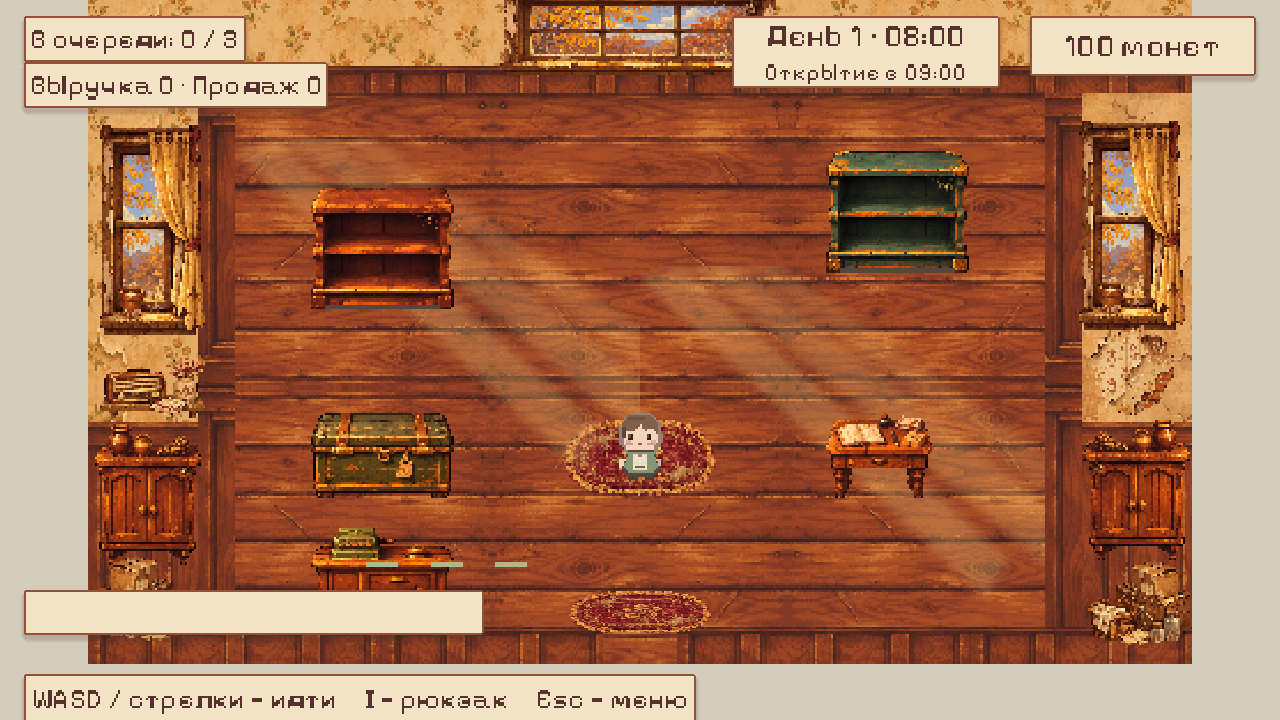 В очереди: 0 / 3
Выручка 0 · Продаж 0
День 1 · 08:00
Открытие в 09:00
100 монет
WASD / стрелки – идти I – рюкзак Esc – меню